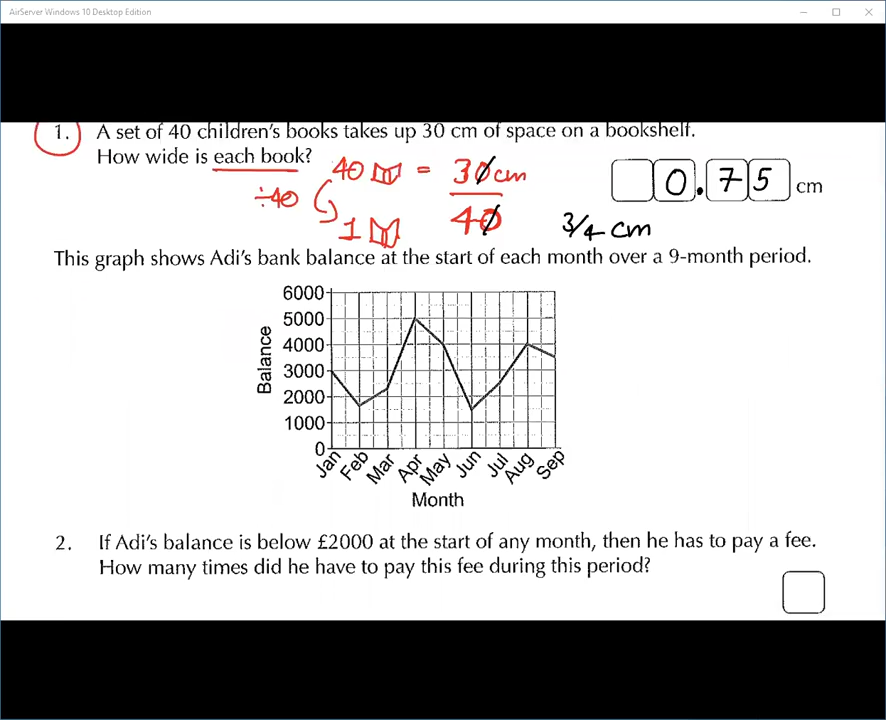 AirServer Windows 10 Desktop Edition
1. A set of 40 children's books takes up 30 cm of space on a bookshelf.
How wide is each book?
40 = 30 cm
÷40
1 40
3/4 cm
0.75 cm
This graph shows Adi's bank balance at the start of each month over a 9-month period.
6000
5000
4000
3000
2000
1000
0
Balance
Jan Feb Mar Apr May Jun Jul Aug Sep
Month
2. If Adi's balance is below £2000 at the start of any month, then he has to pay a fee.
How many times did he have to pay this fee during this period?